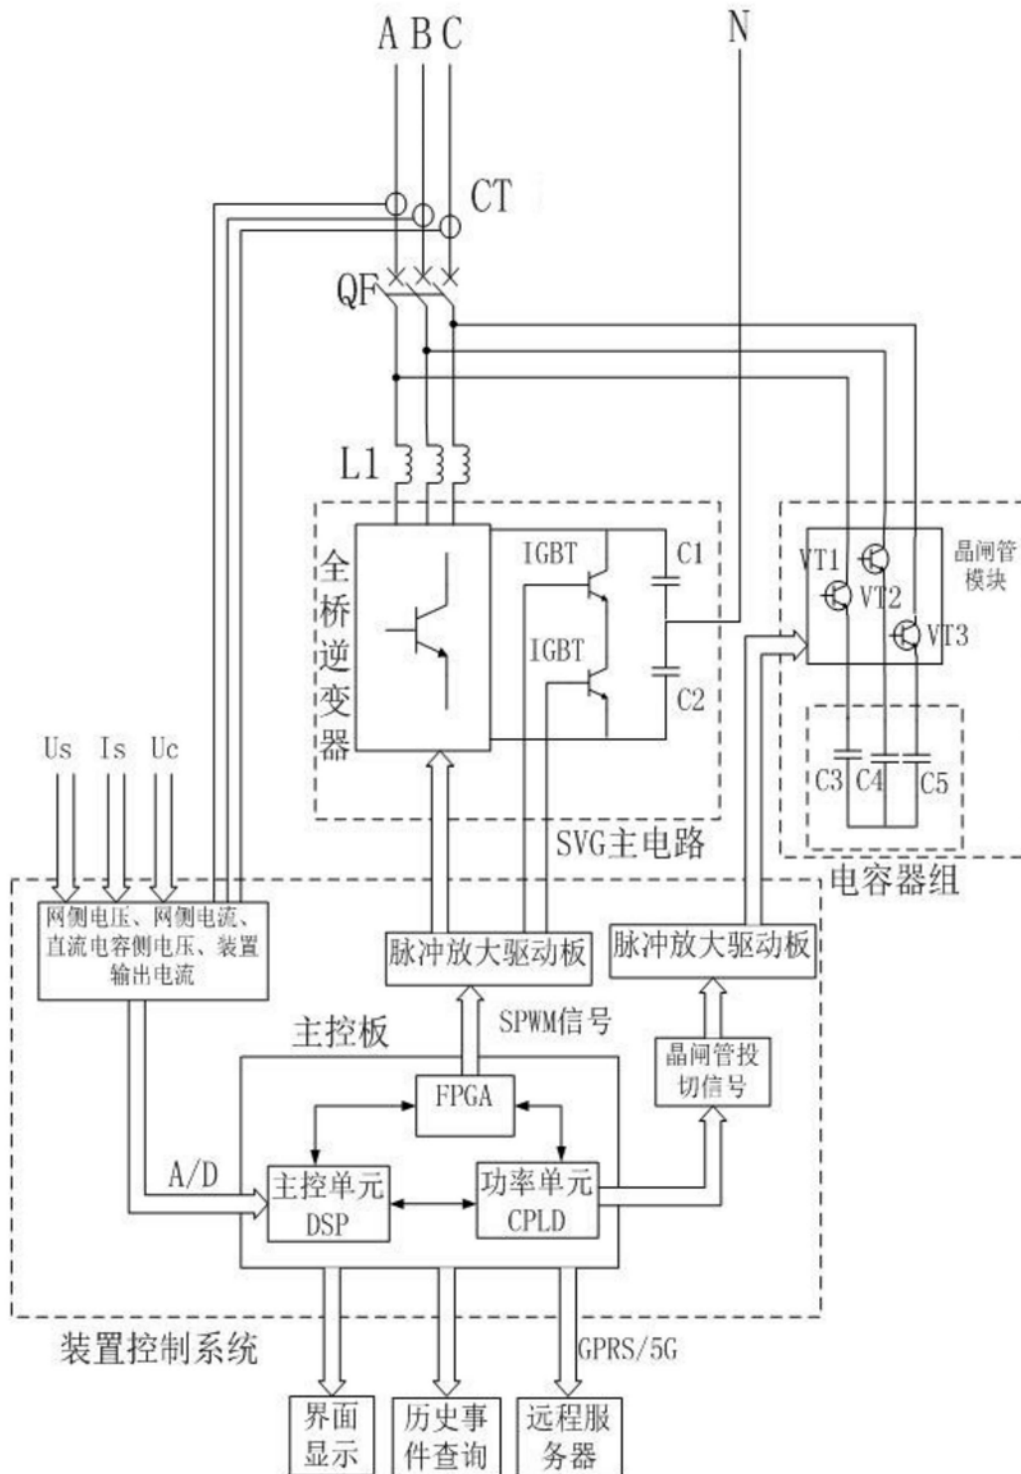 A B C
N
CT
QF
L1
全桥逆变器
IGBT
C1
IGBT
C2
VT1
VT2
VT3
晶闸管
模块
C3
C4
C5
Us
Is
Uc
SVG主电路
电容器组
网侧电压、网侧电流、
直流电容侧电压、装置
输出电流
脉冲放大驱动板
脉冲放大驱动板
SPWM信号
主控板
晶闸管投
切信号
FPGA
A/D
主控单元
DSP
功率单元
CPLD
装置控制系统
GPRS/5G
界面
显示
历史事
件查询
远程服
务器